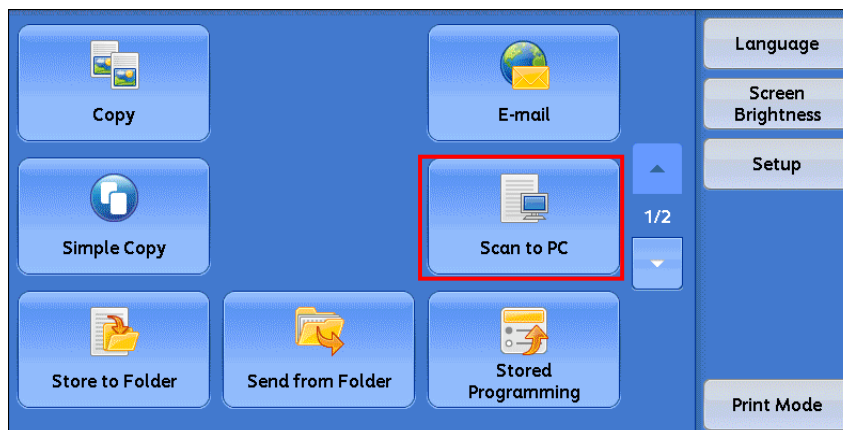 Copy
E-mail
Language
Screen
Brightness
Setup
Simple Copy
Scan to PC
1/2
Store to Folder
Send from Folder
Stored
Programming
Print Mode